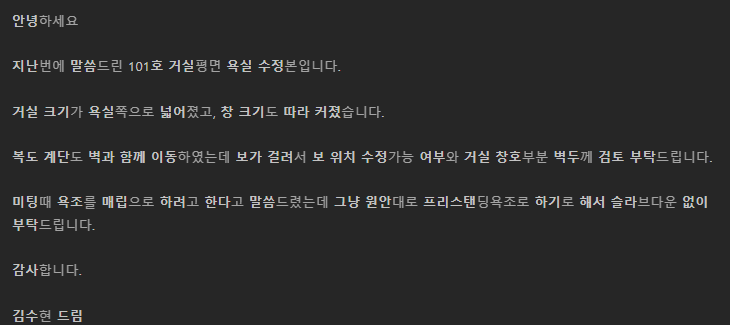 안녕하세요
지난번에 말씀드린 101호 거실평면 욕실 수정본입니다.
거실 크기가 욕실쪽으로 넓어졌고, 창 크기도 따라 커졌습니다.
복도 계단도 벽과 함께 이동하였는데 보가 걸려서 보 위치 수정가능 여부와 거실 창호부분 벽두께 검토 부탁드립니다.
미팅때 욕조를 매립으로 하려고 한다고 말씀드렸는데 그냥 원안대로 프리스탠딩욕조로 하기로 해서 슬라브다운 없이
부탁드립니다.
감사합니다.
김수현 드림